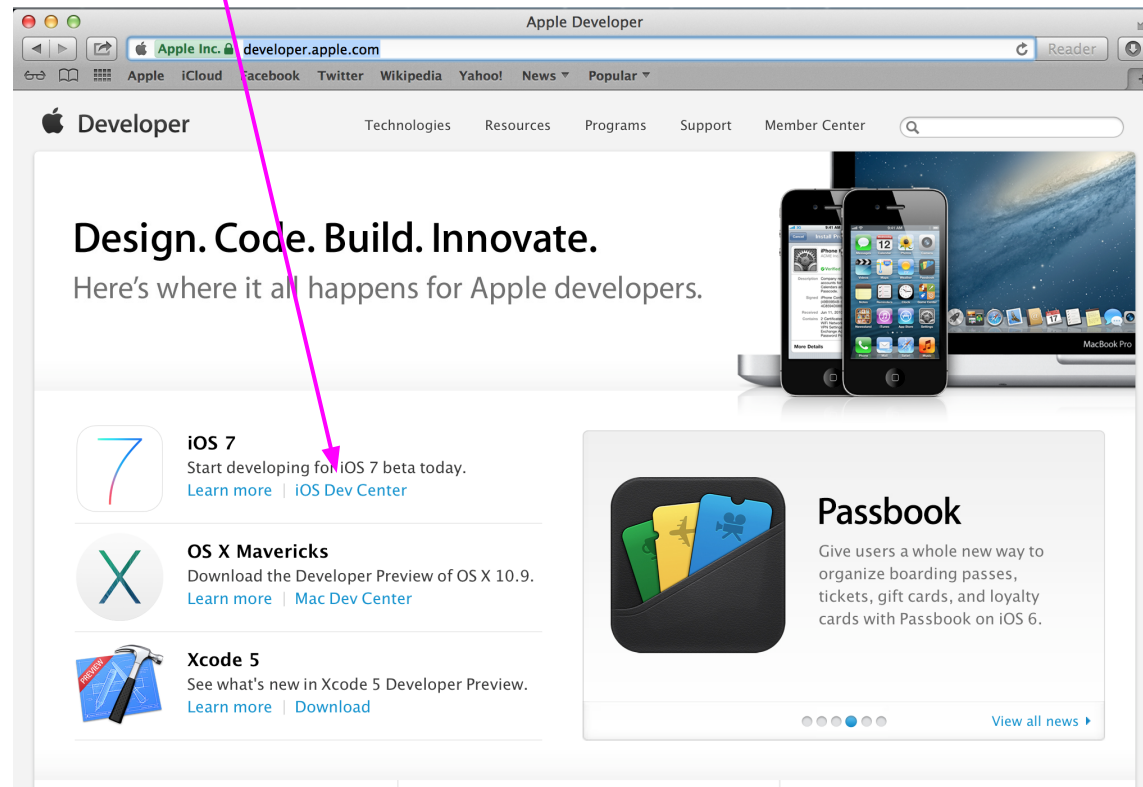 Apple Developer
Apple Inc. developer.apple.com
Reader
Apple iCloud Facebook Twitter Wikipedia Yahoo! News Popular
Developer
Technologies Resources Programs Support Member Center
Design. Code. Build. Innovate.
Here's where it all happens for Apple developers.
MacBook Pro
More Details
iOS 7
Start developing for iOS 7 beta today.
Learn more | iOS Dev Center
OS X Mavericks
Download the Developer Preview of OS X 10.9.
Learn more | Mac Dev Center
PREVIEW
Xcode 5
See what's new in Xcode 5 Developer Preview.
Learn more | Download
Passbook
Give users a whole new way to
organize boarding passes,
tickets, gift cards, and loyalty
cards with Passbook on iOS 6.
View all news